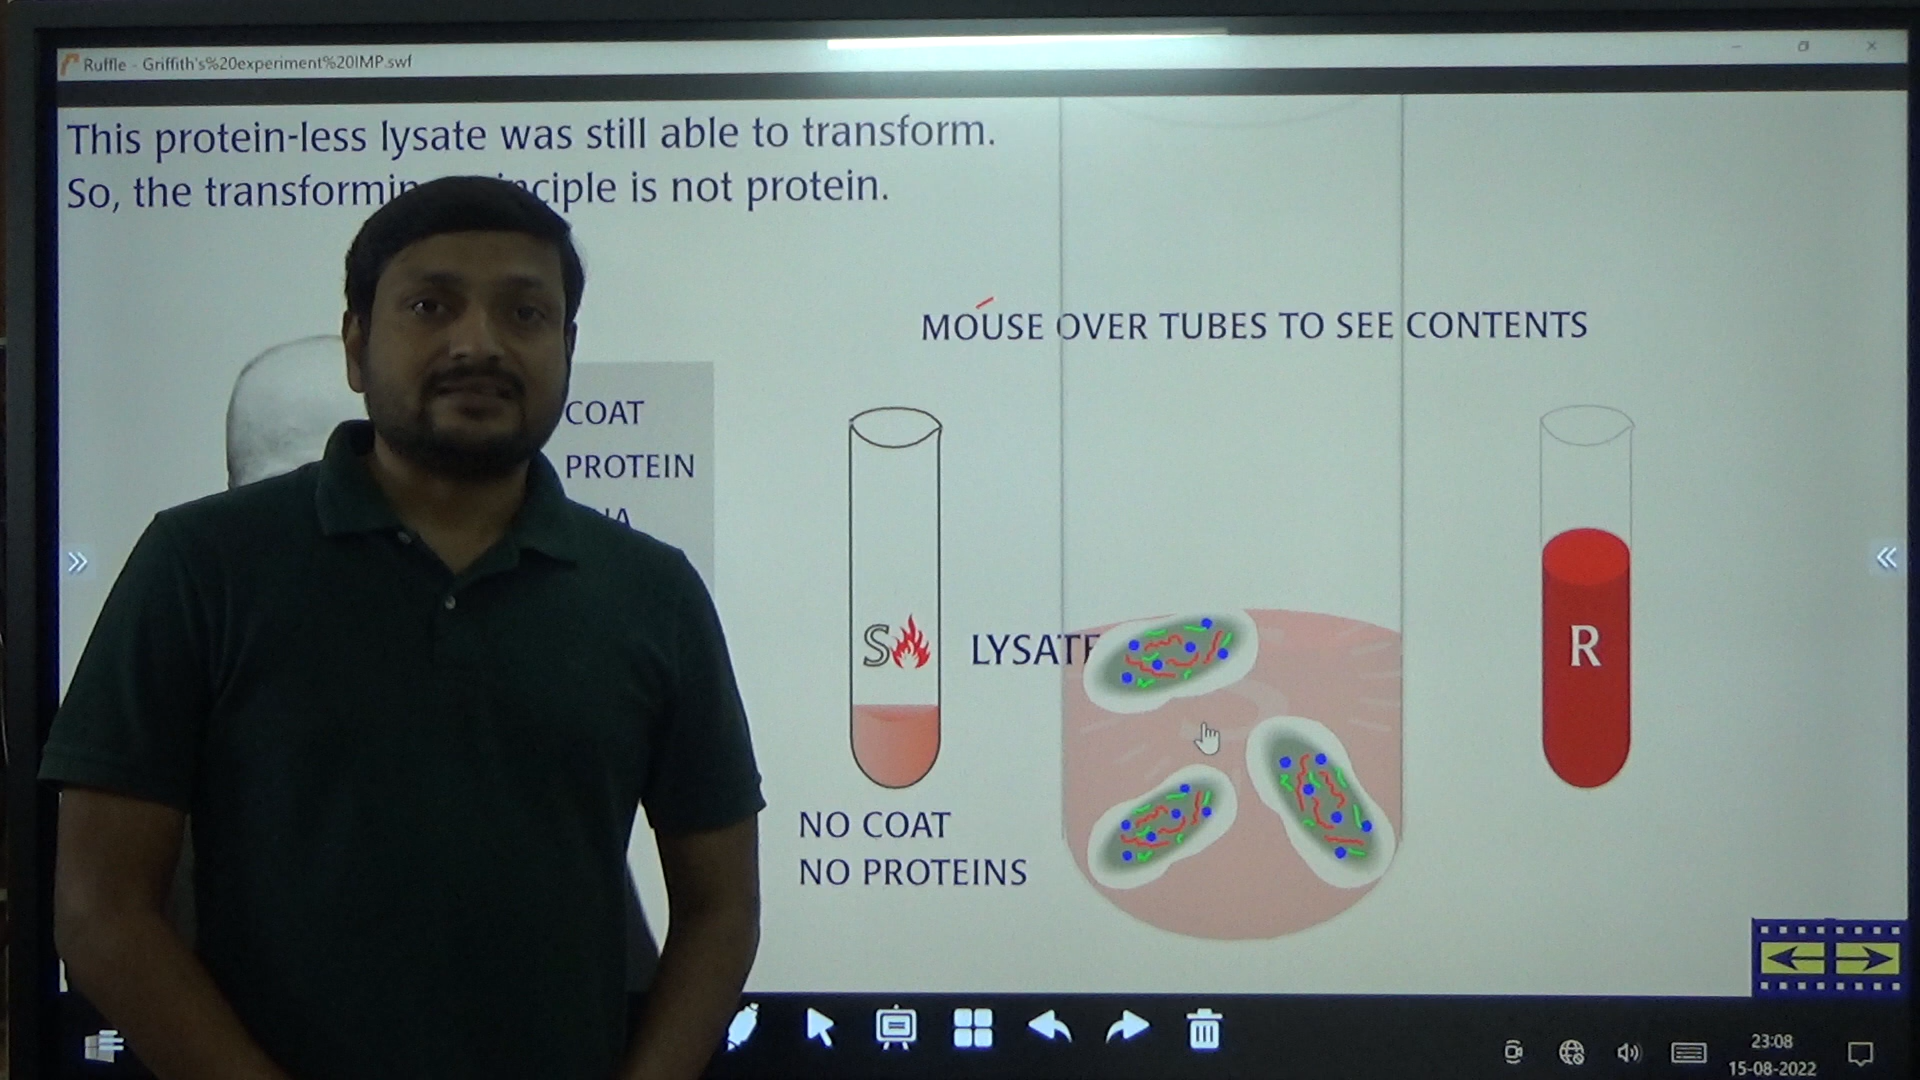 Ruffle - Griffith's%20experiment%20IMP.swf
This protein-less lysate was still able to transform.
So, the transforming principle is not protein.
MOUSE OVER TUBES TO SEE CONTENTS
COAT
PROTEIN
S
LYSATE
R
NO COAT
NO PROTEINS
23:08
15-08-2022